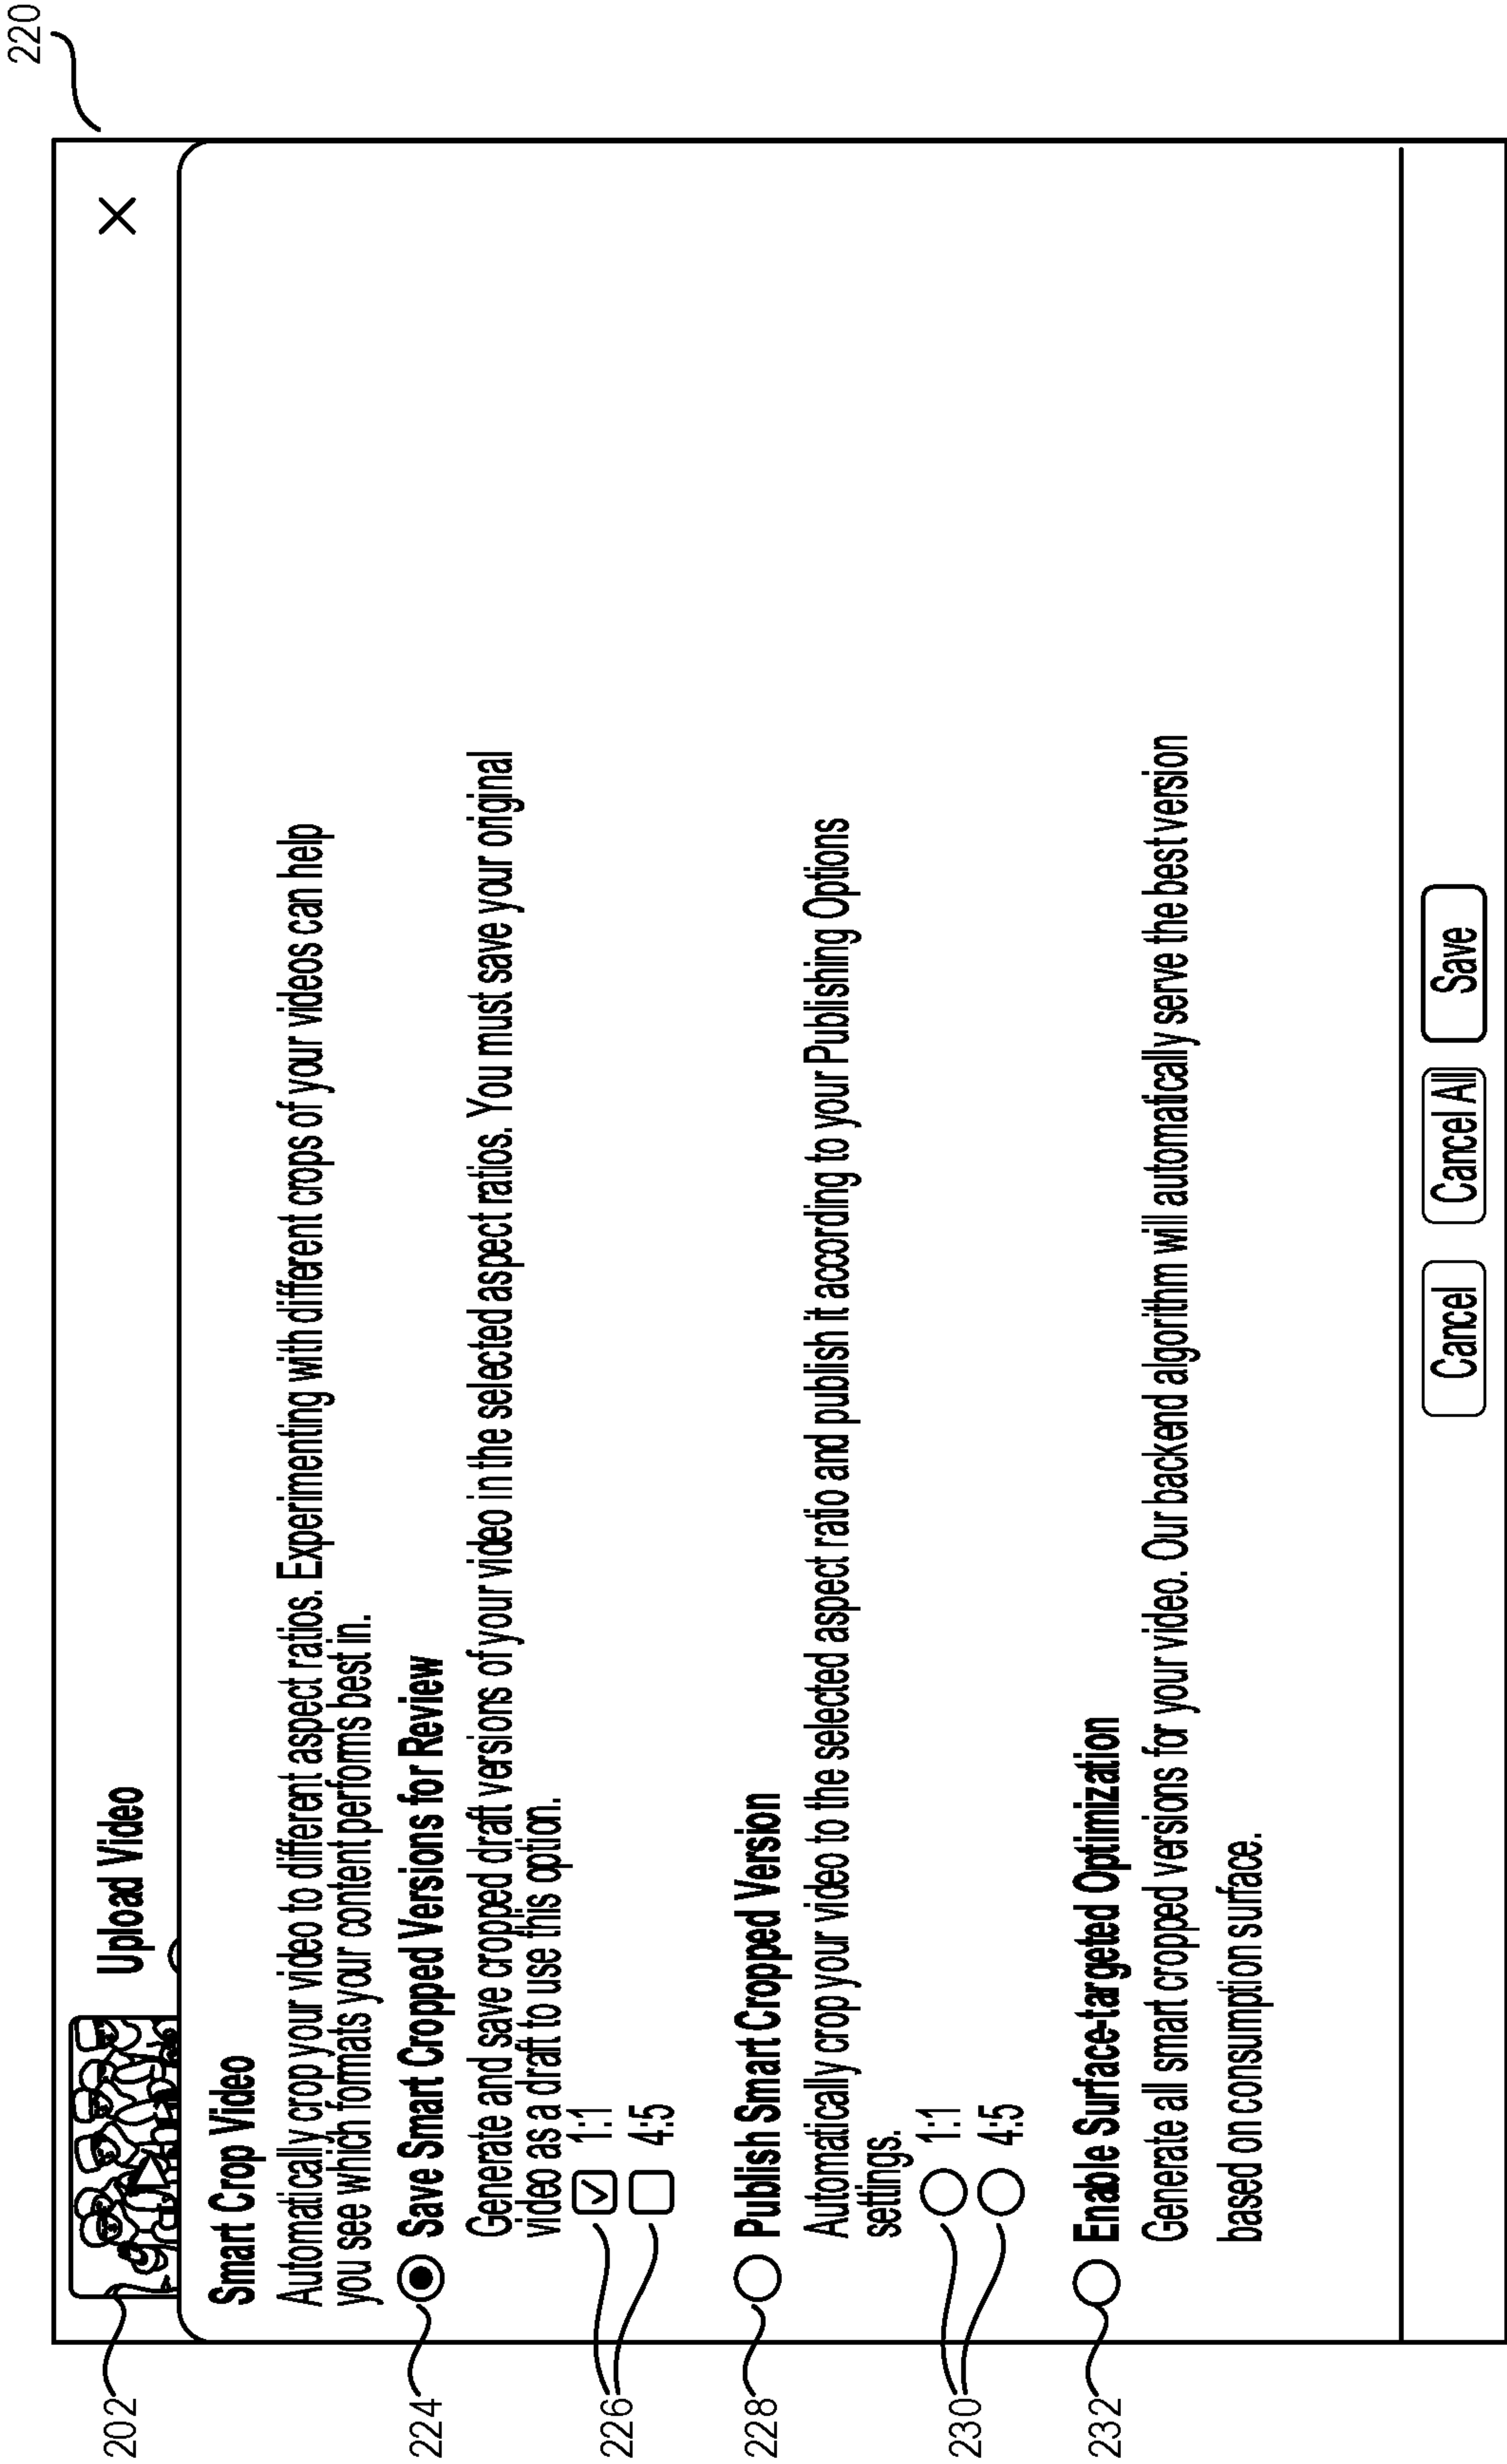 220
202
Upload Video
Smart Crop Video
Automatically crop your video to different aspect ratios. Experimenting with different crops of your videos can help
you see which formats your content performs best in.
224
Save Smart Cropped Versions for Review
Generate and save cropped draft versions of your video in the selected aspect ratios. You must save your original
video as a draft to use this option.
226
1:1
4:5
228
Publish Smart Cropped Version
Automatically crop your video to the selected aspect ratio and publish it according to your Publishing Options
settings.
230
1:1
4:5
232
Enable Surface-targeted Optimization
Generate all smart cropped versions for your video. Our backend algorithm will automatically serve the best version
based on consumption surface.
Cancel Cancel All Save